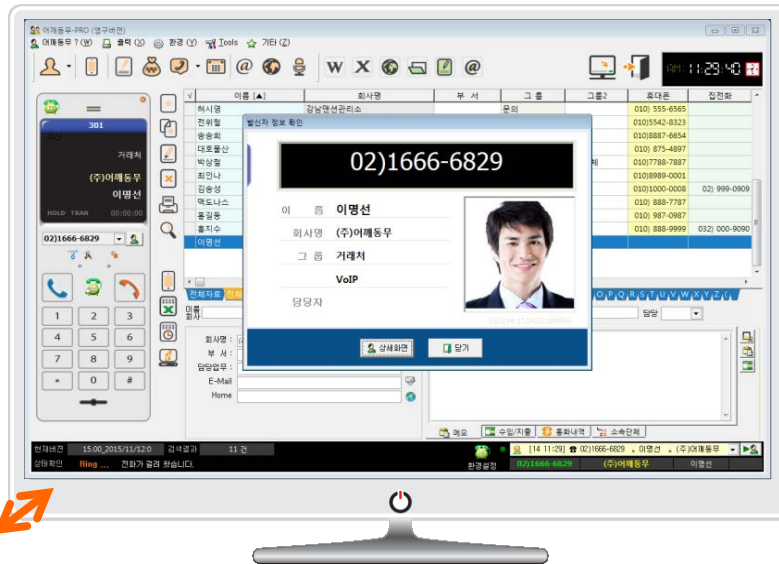 어깨동무-PRO (영구버전)
어깨동무 ?(W) 출력 (X) 환경 (Y) Tools 기타(Z)
W X
AM: 11:29:40
√ 이름 [▲] 회사명 부 서 그 룹 그룹2 휴대폰 집전화
허시명 강남맨션관리소 문의 010) 555-6565
전위철 010)5542-8323
송송희 010)8887-6654
대호물산 010) 875-4897
박상철 010)7788-7887
최인나 010)8989-0001
김송성 010)1000-0008 02) 999-0909
맥도나스 010) 888-7787
홍길동 010) 987-0987
홍지수 010) 888-9999 032) 000-9090
이명선
301
수신
거래처
(주)어깨동무
이명선
HOLD TRAN 00:00:00
02)1666-6829
1 2 3
4 5 6
7 8 9
* 0 #
발신자 정보 확인
02)1666-6829
이 름 이명선
회사명 (주)어깨동무
그 룹 거래처
VoIP
담당자
상세화면 닫기
전체자료
O P Q R S T U V W X Y Z
이름
회사
담당
회사명 :
부 서 :
담당업무 :
E-Mail
Home
메모 수입/지출 통화내역 소속단체
현재버젼 15.00_2015/11/12.0 검색결과 11 건
[14 11:29] ☎ 02)1666-6829 , 이명선 , (주)어깨동무
상태확인 Ring ... 전화가 걸려 왔습니다. 환경설정 02)1666-6829 (주)어깨동무 이명선